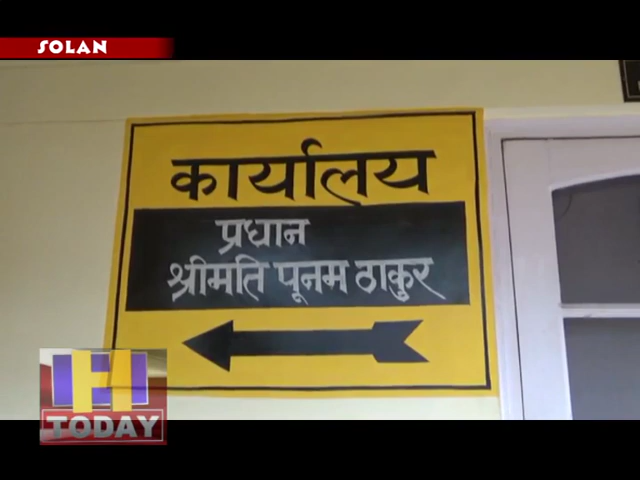 SOLAN
कार्यालय
प्रधान
श्रीमति पूनम ठाकुर
H
TODAY